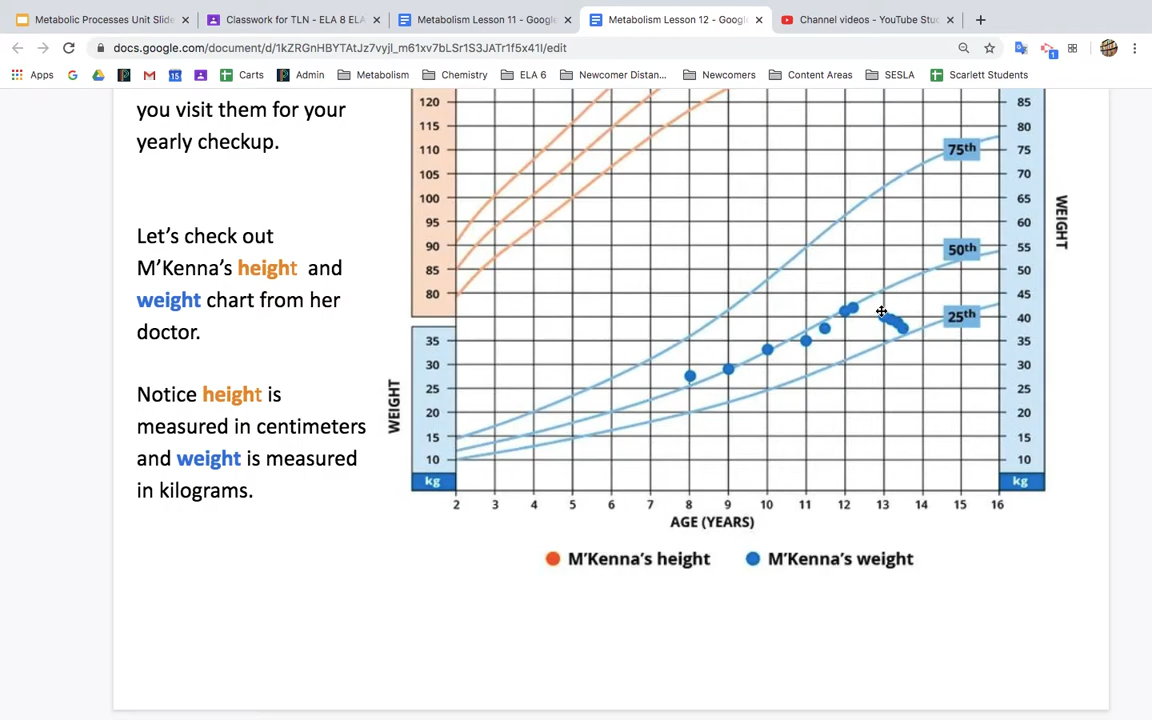 Metabolic Processes Unit Slide
Classwork for TLN - ELA 8 ELA
Metabolism Lesson 11 - Google
Metabolism Lesson 12 - Google
Channel videos - YouTube Stud
docs.google.com/document/d/1kZRGnHBYTAtJz7vyjl_m61xv7bLSr1S3JATr1f5x41I/edit
Apps
Carts
Admin
Metabolism
Chemistry
ELA 6
Newcomer Distan...
Newcomers
Content Areas
SESLA
Scarlett Students
you visit them for your
yearly checkup.
Let's check out
M'Kenna's height and
weight chart from her
doctor.
Notice height is
measured in centimeters
and weight is measured
in kilograms.
120
115
110
105
100
95
90
85
80
WEIGHT
35
30
25
20
15
10
kg
75th
50th
25th
85
80
75
70
65
60
55
50
45
40
35
30
25
20
15
10
kg
WEIGHT
2 3 4 5 6 7 8 9 10 11 12 13 14 15 16
AGE (YEARS)
M'Kenna's height M'Kenna's weight